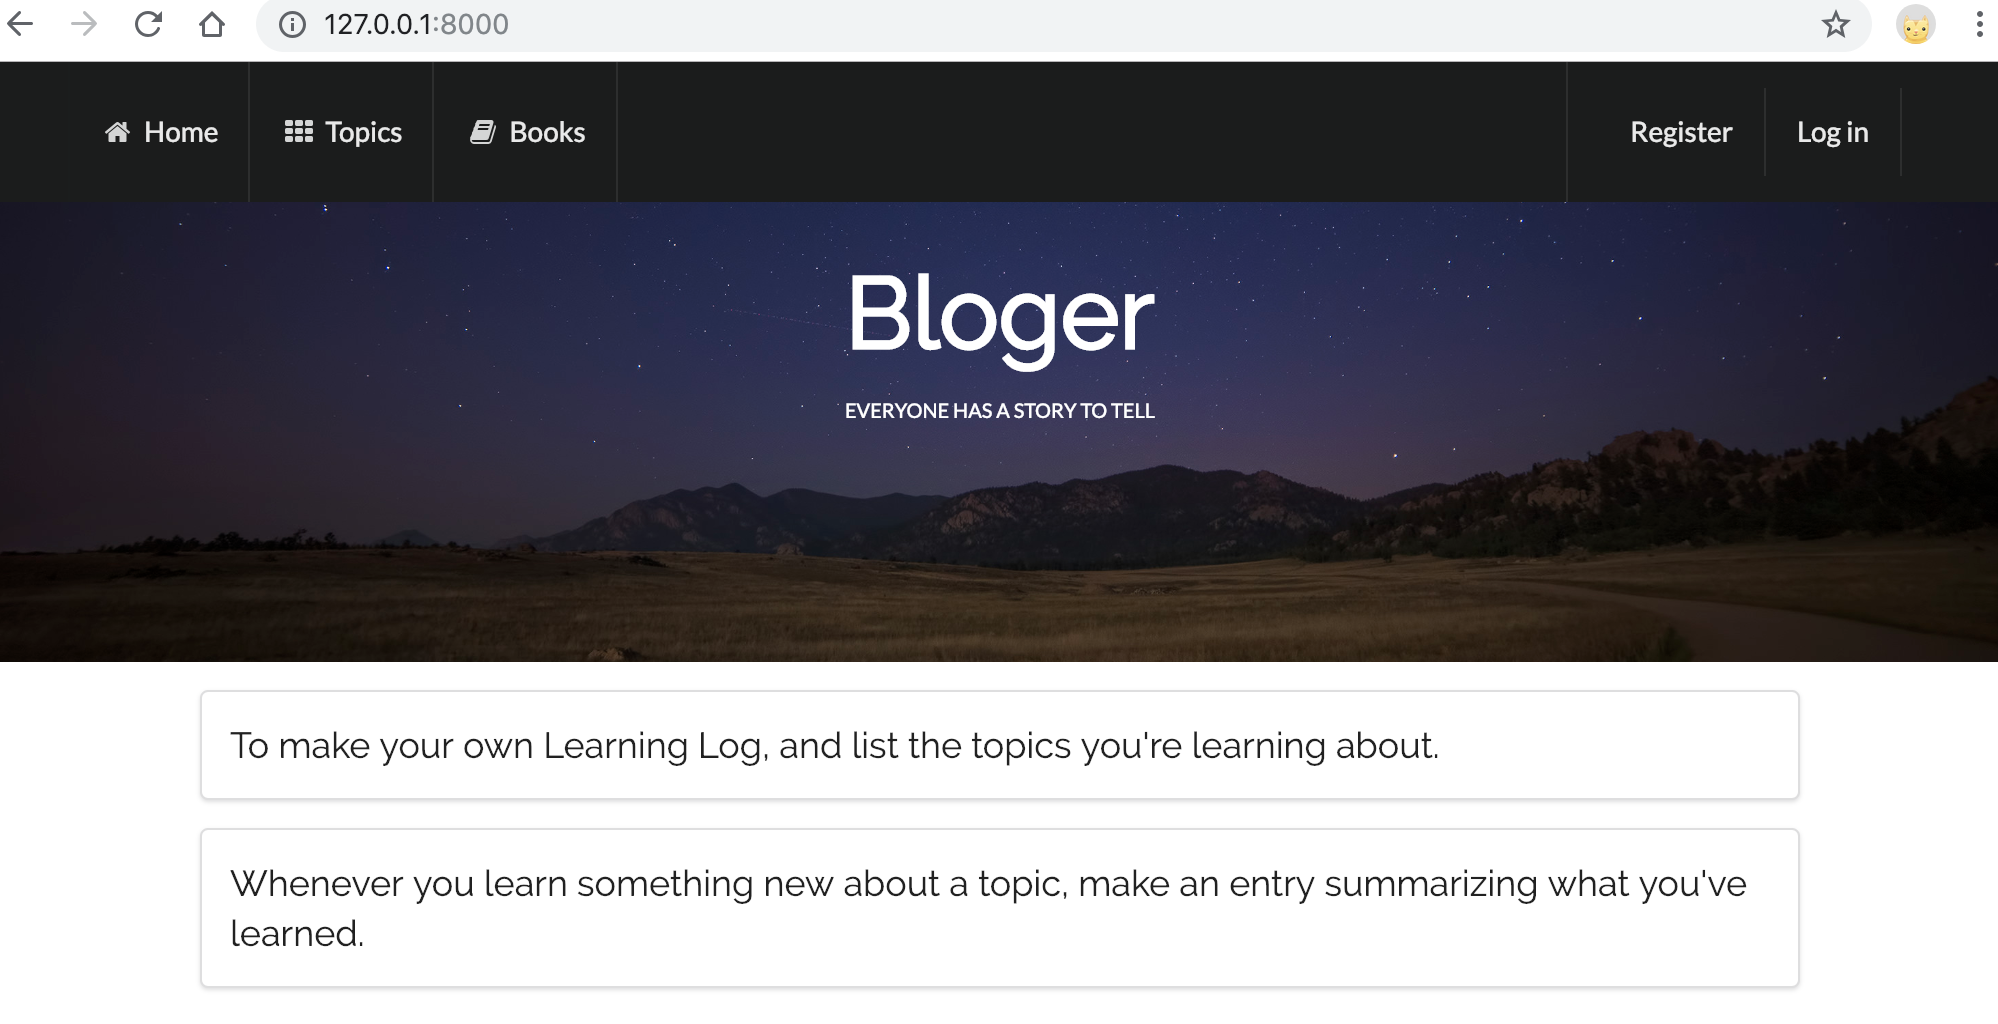 127.0.0.1:8000
Home Topics Books Register Log in
Bloger
EVERYONE HAS A STORY TO TELL
To make your own Learning Log, and list the topics you're learning about.
Whenever you learn something new about a topic, make an entry summarizing what you've
learned.